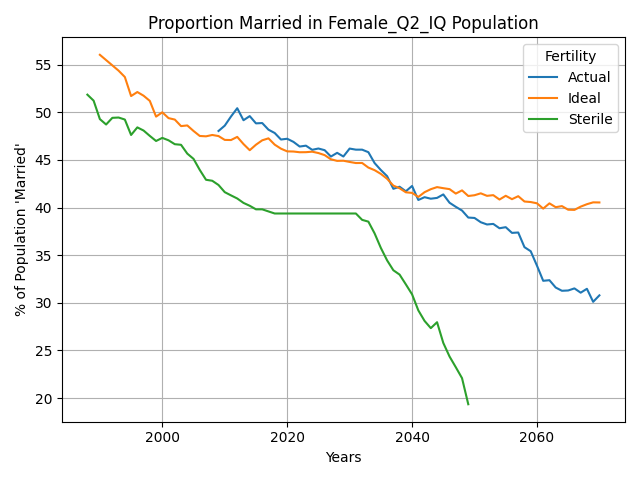 Proportion Married in Female_Q2_IQ Population
Fertility
Actual
Ideal
Sterile
% of Population 'Married'
55
50
45
40
35
30
25
20
2000
2020
2040
2060
Years